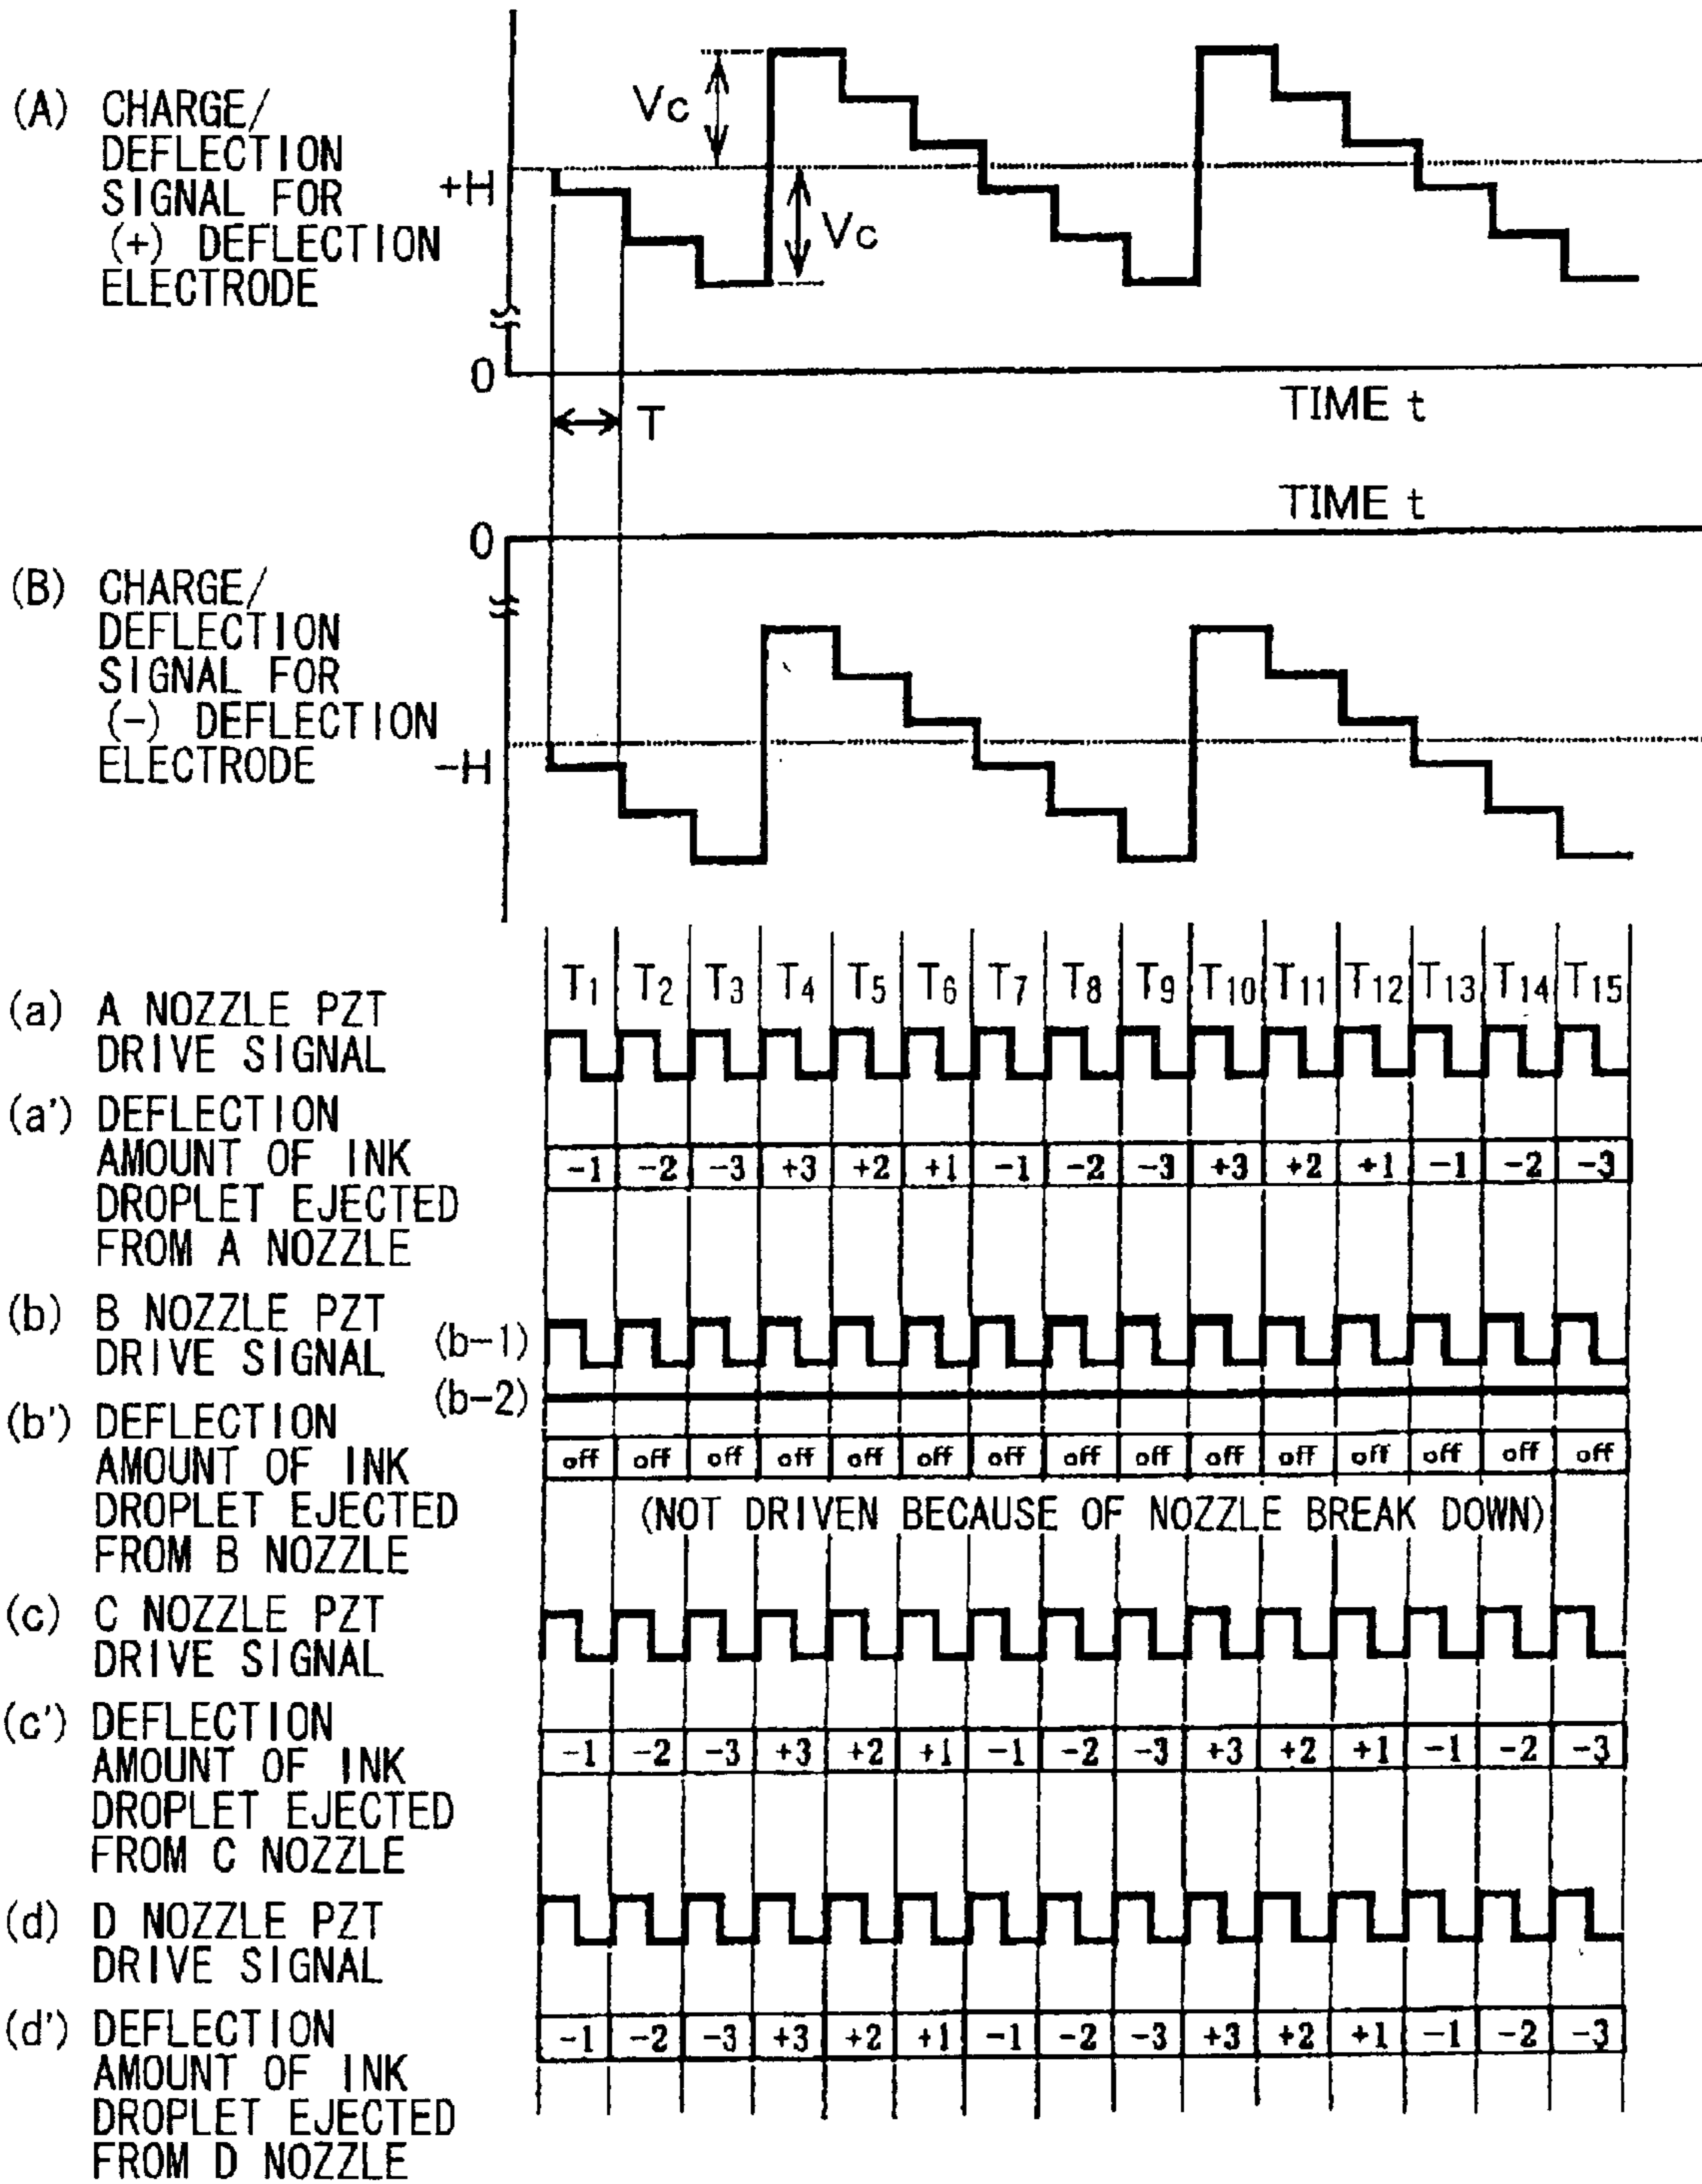 (A) CHARGE/
DEFLECTION
SIGNAL FOR
(+) DEFLECTION
ELECTRODE
Vc
+H
Vc
0
TIME t
T
TIME t
0
(B) CHARGE/
DEFLECTION
SIGNAL FOR
(-) DEFLECTION
ELECTRODE
-H
T1 T2 T3 T4 T5 T6 T7 T8 T9 T10 T11 T12 T13 T14 T15
(a) A NOZZLE PZT
DRIVE SIGNAL
(a') DEFLECTION
AMOUNT OF INK
DROPLET EJECTED
FROM A NOZZLE
-1 -2 -3 +3 +2 +1 -1 -2 -3 +3 +2 +1 -1 -2 -3
(b) B NOZZLE PZT
DRIVE SIGNAL
(b-1)
(b-2)
(b') DEFLECTION
AMOUNT OF INK
DROPLET EJECTED
FROM B NOZZLE
off off off off off off off off off off off off off off off
(NOT DRIVEN BECAUSE OF NOZZLE BREAK DOWN)
(c) C NOZZLE PZT
DRIVE SIGNAL
(c') DEFLECTION
AMOUNT OF INK
DROPLET EJECTED
FROM C NOZZLE
-1 -2 -3 +3 +2 +1 -1 -2 -3 +3 +2 +1 -1 -2 -3
(d) D NOZZLE PZT
DRIVE SIGNAL
(d') DEFLECTION
AMOUNT OF INK
DROPLET EJECTED
FROM D NOZZLE
-1 -2 -3 +3 +2 +1 -1 -2 -3 +3 +2 +1 -1 -2 -3